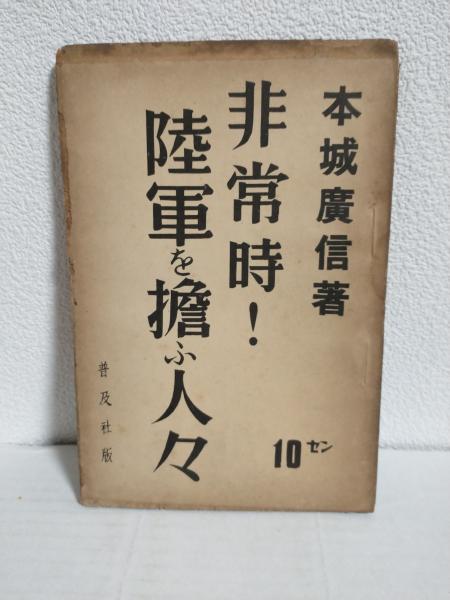 本城廣信著
非常時！
陸軍を擔ふ人々
普及社版
10セン